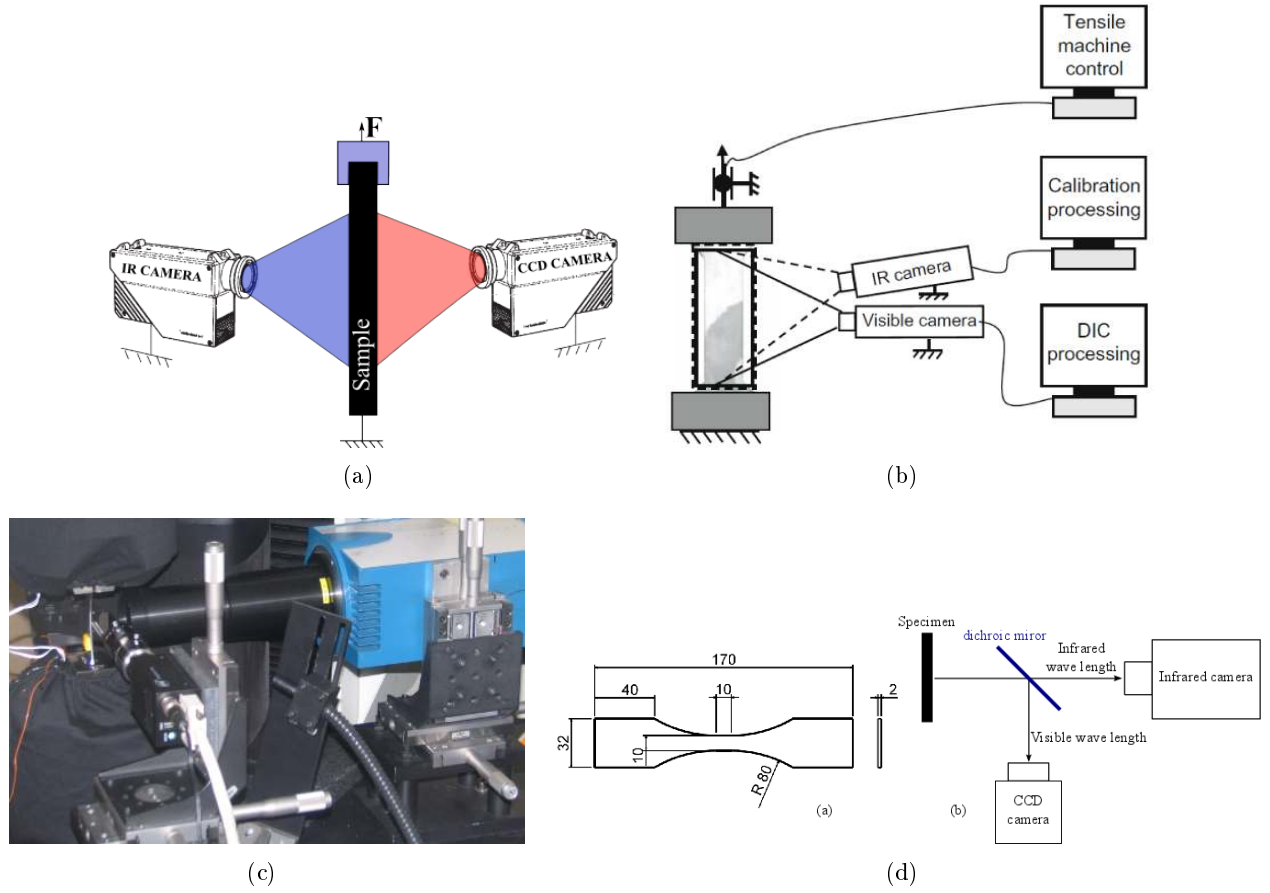 F
IR CAMERA
CCD CAMERA
Sample
(a)
Tensile
machine
control
Calibration
processing
IR camera
Visible camera
DIC
processing
(b)
(c)
170
40
10
2
32
10
R 80
(a)
Specimen
dichroic miror
Infrared
wave length
Infrared camera
Visible wave length
CCD
camera
(b)
(d)